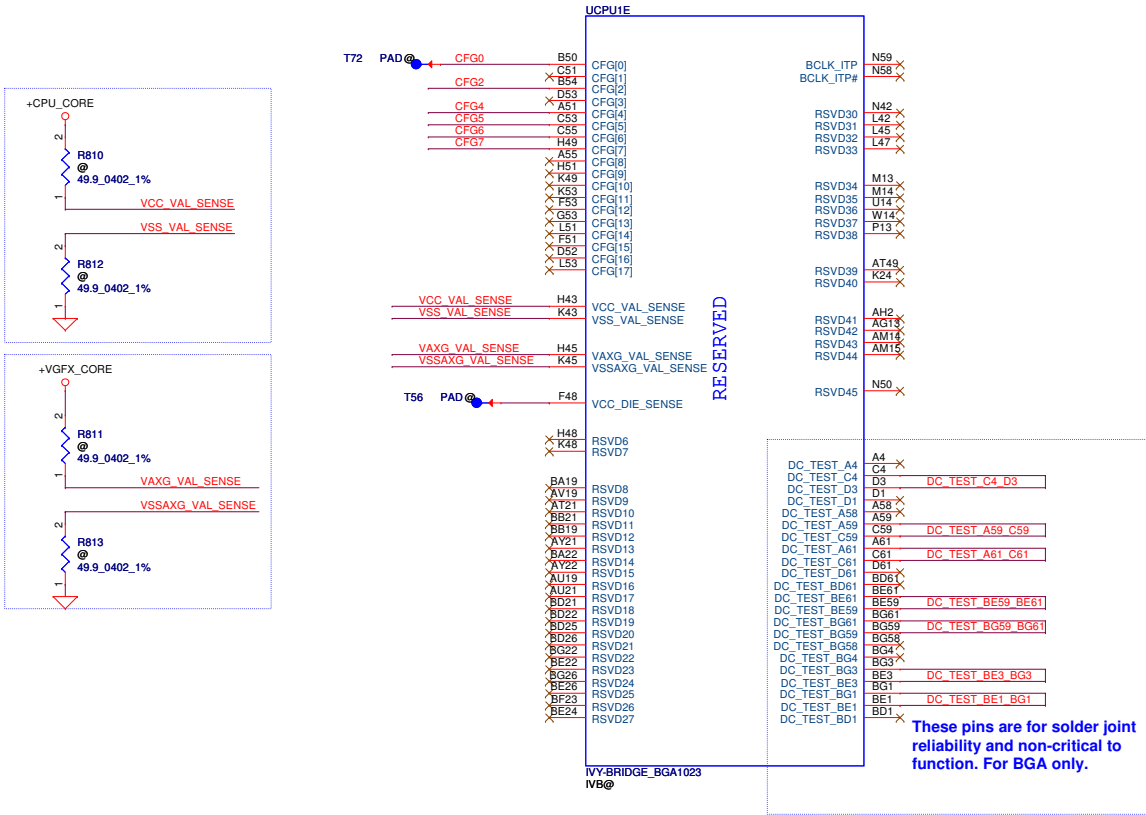 UCPU1E
T72 PAD@
CFG0
B50
CFG[0]
C51
CFG[1]
CFG2
B54
CFG[2]
D53
CFG[3]
CFG4
A51
CFG[4]
CFG5
C53
CFG[5]
CFG6
C55
CFG[6]
CFG7
H49
CFG[7]
A55
CFG[8]
H51
CFG[9]
K49
CFG[10]
K53
CFG[11]
F53
CFG[12]
G53
CFG[13]
L51
CFG[14]
F51
CFG[15]
D52
CFG[16]
L53
CFG[17]
VCC_VAL_SENSE
H43
VCC_VAL_SENSE
VSS_VAL_SENSE
K43
VSS_VAL_SENSE
VAXG_VAL_SENSE
H45
VAXG_VAL_SENSE
VSSAXG_VAL_SENSE
K45
VSSAXG_VAL_SENSE
T56 PAD@
F48
VCC_DIE_SENSE
H48
RSVD6
K48
RSVD7
BA19
RSVD8
AV19
RSVD9
AT21
RSVD10
BB21
RSVD11
BB19
RSVD12
AY21
RSVD13
BA22
RSVD14
AY22
RSVD15
AU19
RSVD16
AU21
RSVD17
BD21
RSVD18
BD22
RSVD19
BD25
RSVD20
BD26
RSVD21
BG22
RSVD22
BE22
RSVD23
BG26
RSVD24
BE26
RSVD25
BF23
RSVD26
BE24
RSVD27
RESERVED
BCLK_ITP
N59
BCLK_ITP#
N58
RSVD30
N42
RSVD31
L42
RSVD32
L45
RSVD33
L47
RSVD34
M13
RSVD35
M14
RSVD36
U14
RSVD37
W14
RSVD38
P13
RSVD39
AT49
RSVD40
K24
RSVD41
AH2
RSVD42
AG13
RSVD43
AM14
RSVD44
AM15
RSVD45
N50
DC_TEST_A4
A4
DC_TEST_C4
C4
DC_TEST_D3
D3
DC_TEST_C4_D3
DC_TEST_D1
D1
DC_TEST_A58
A58
DC_TEST_A59
A59
DC_TEST_C59
C59
DC_TEST_A59_C59
DC_TEST_A61
A61
DC_TEST_C61
C61
DC_TEST_A61_C61
DC_TEST_D61
D61
DC_TEST_BD61
BD61
DC_TEST_BE61
BE61
DC_TEST_BE59
BE59
DC_TEST_BE59_BE61
DC_TEST_BG61
BG61
DC_TEST_BG59
BG59
DC_TEST_BG59_BG61
DC_TEST_BG58
BG58
DC_TEST_BG4
BG4
DC_TEST_BG3
BG3
DC_TEST_BE3
BE3
DC_TEST_BE3_BG3
DC_TEST_BG1
BG1
DC_TEST_BE1
BE1
DC_TEST_BE1_BG1
DC_TEST_BD1
BD1
These pins are for solder joint
reliability and non-critical to
function. For BGA only.
IVY-BRIDGE_BGA1023
IVB@
+CPU_CORE
2
R810
@
49.9_0402_1%
1
VCC_VAL_SENSE
VSS_VAL_SENSE
2
R812
@
49.9_0402_1%
1
+VGFX_CORE
2
R811
@
49.9_0402_1%
1
VAXG_VAL_SENSE
VSSAXG_VAL_SENSE
2
R813
@
49.9_0402_1%
1